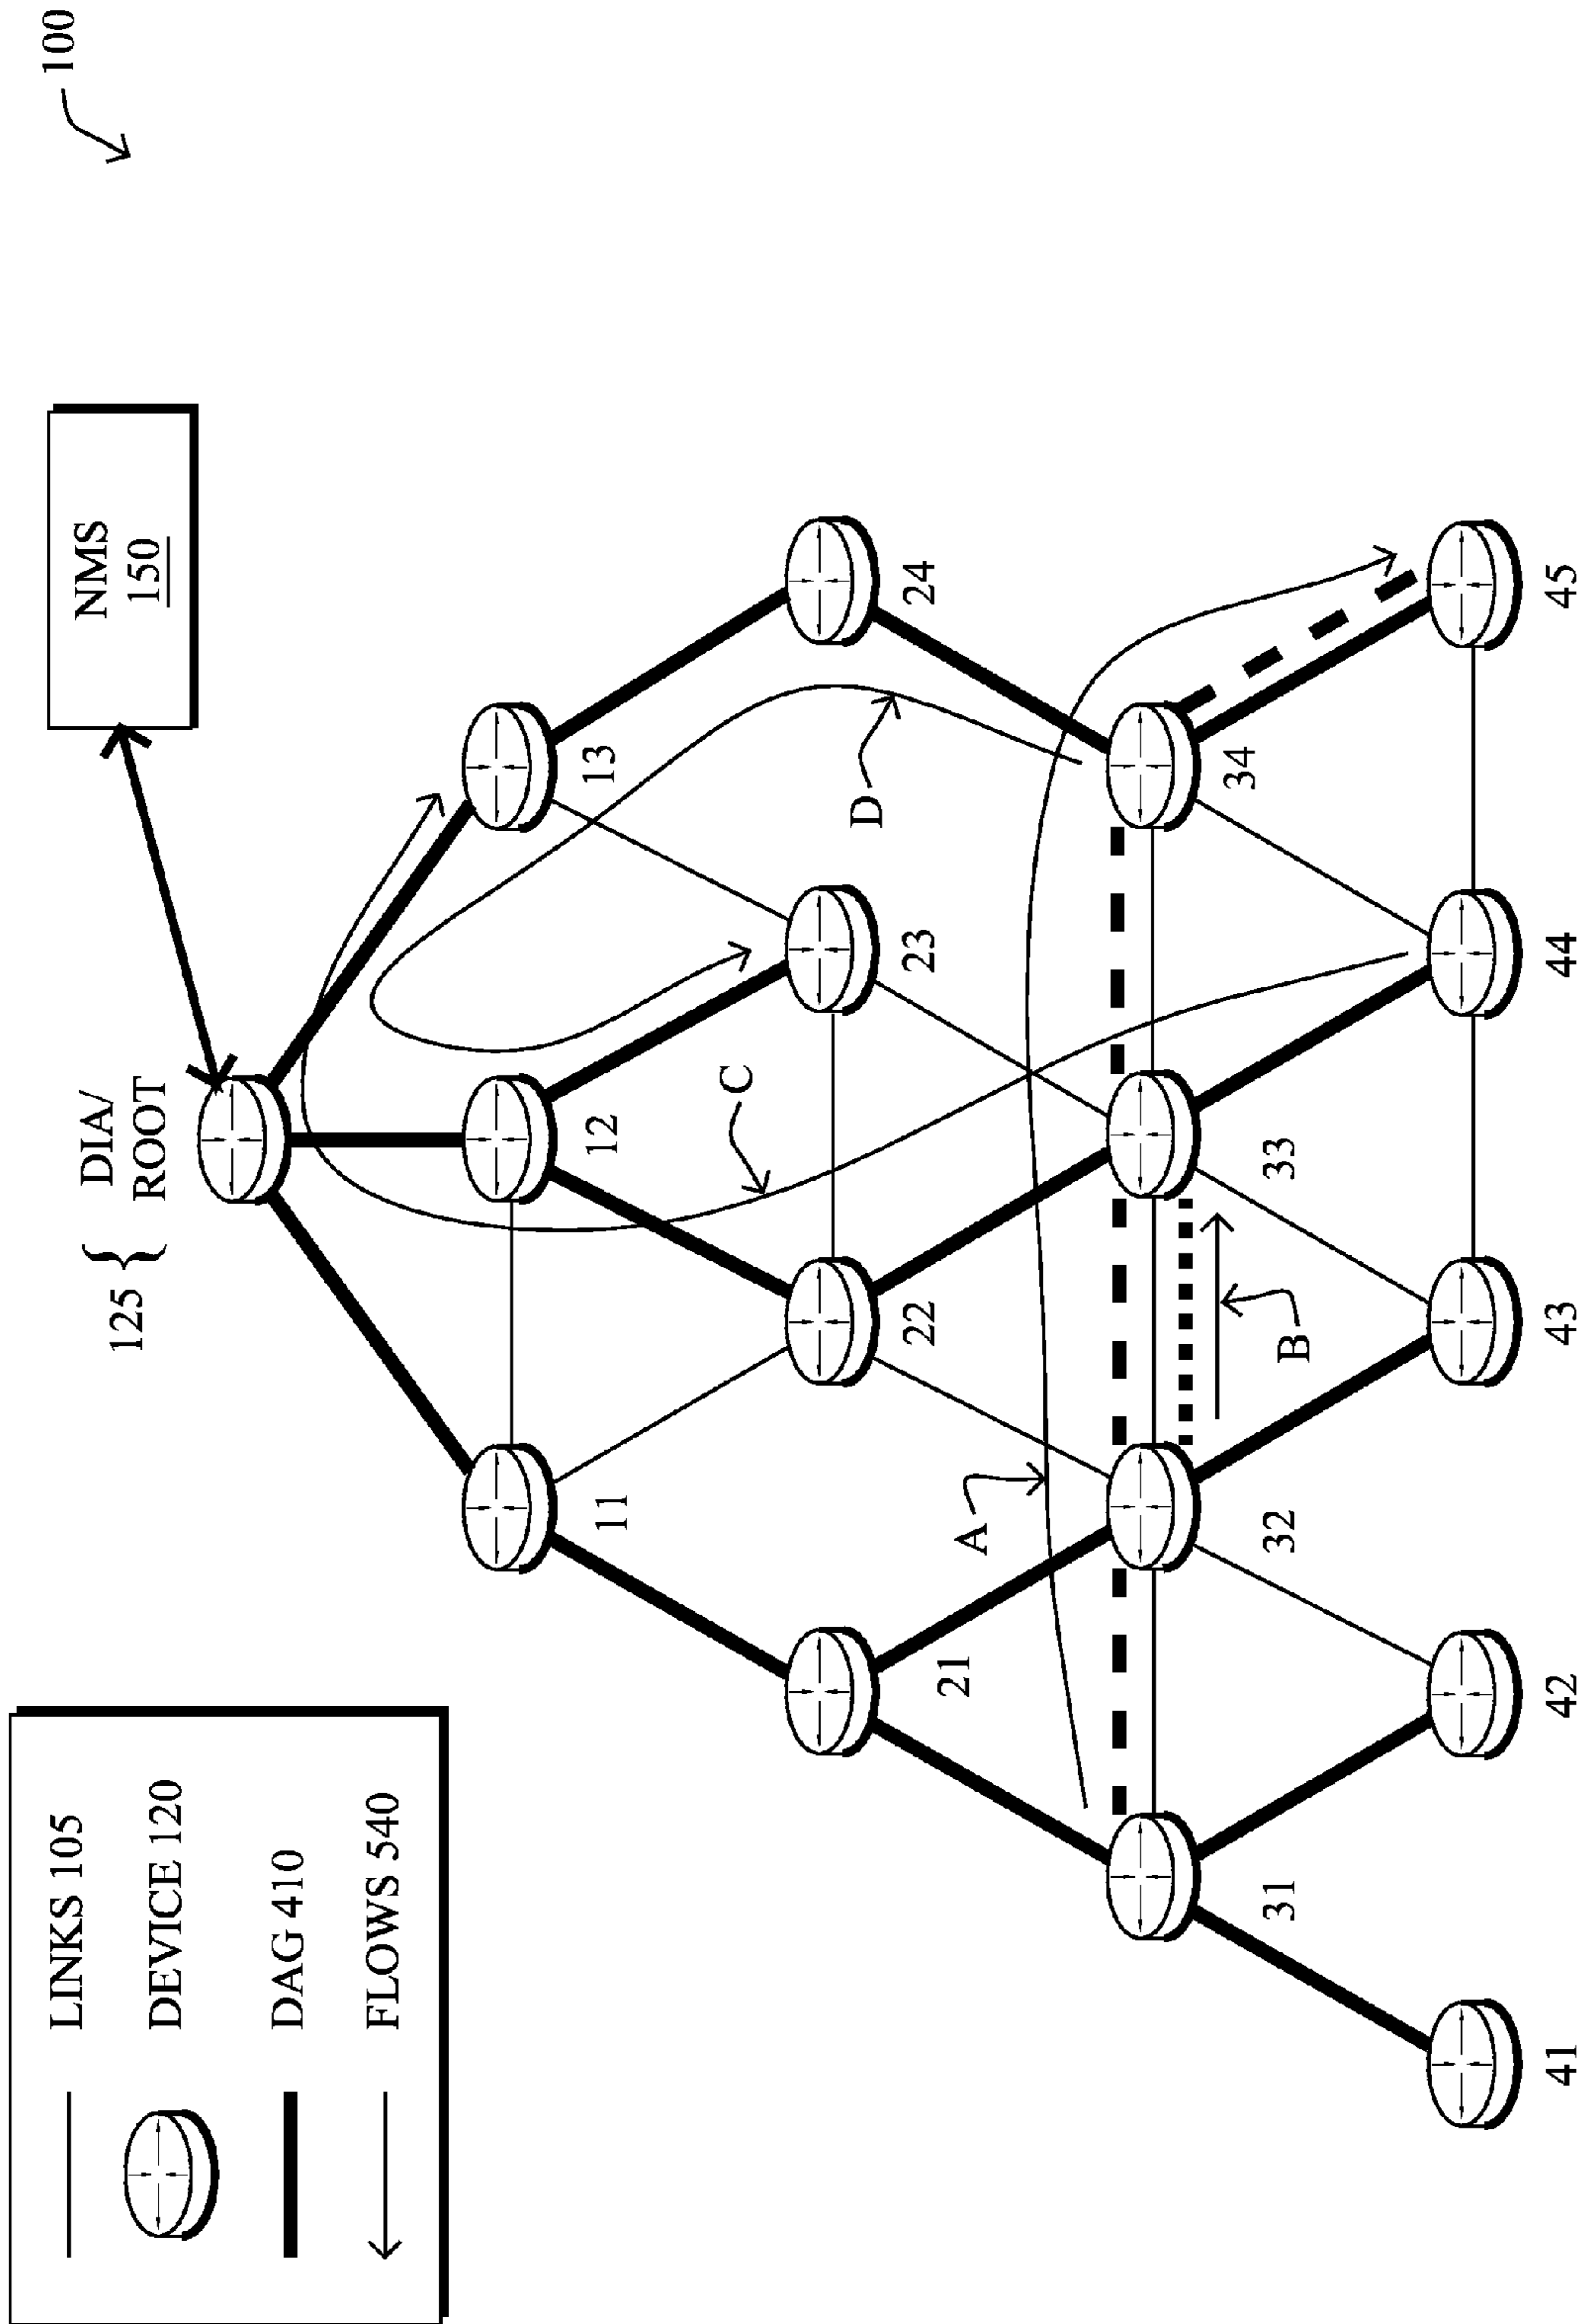 LINKS 105
DEVICE 120
DAG 410
FLOWS 540
100
NMS
150
125 { DIA/
ROOT
11
12
13
21
22
23
24
31
32
33
34
41
42
43
44
45
A
B
C
D